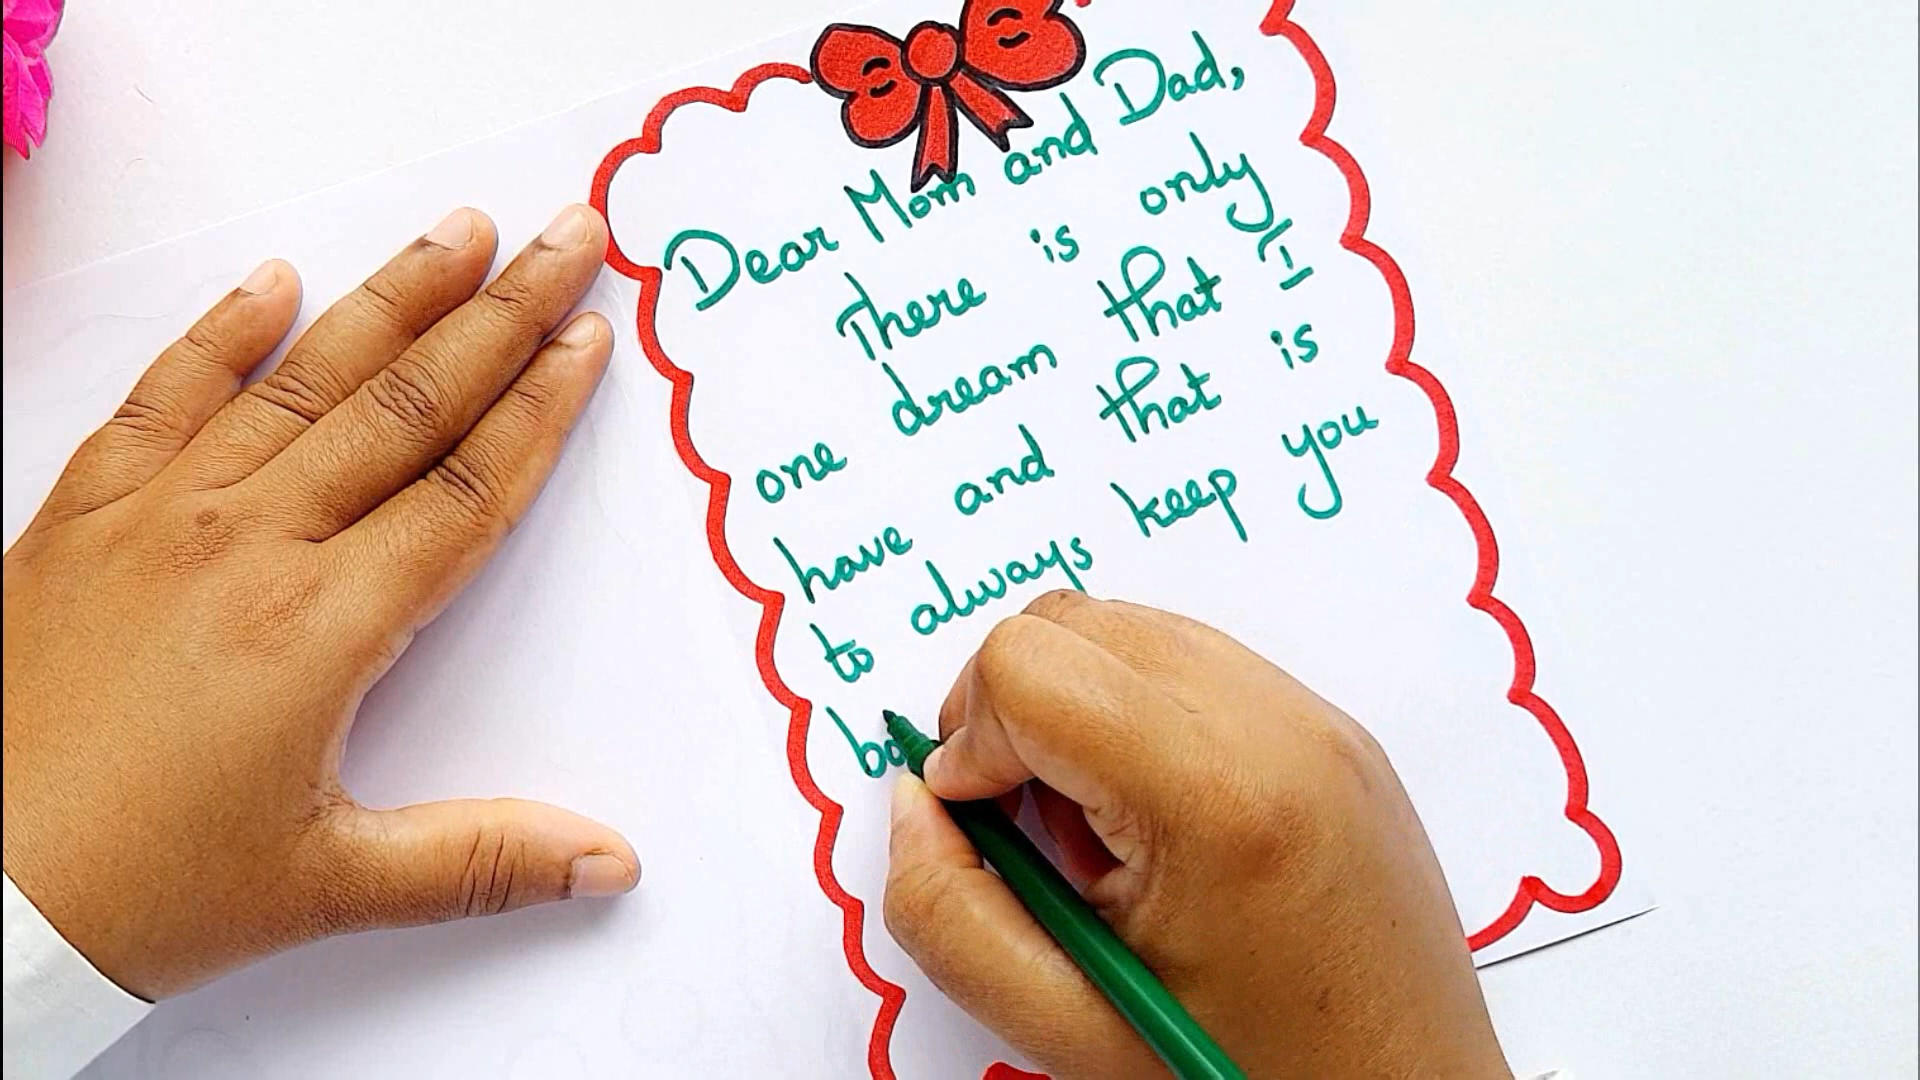 Dear Mom and Dad,
There is only
one dream that I
have and that is
to always keep you